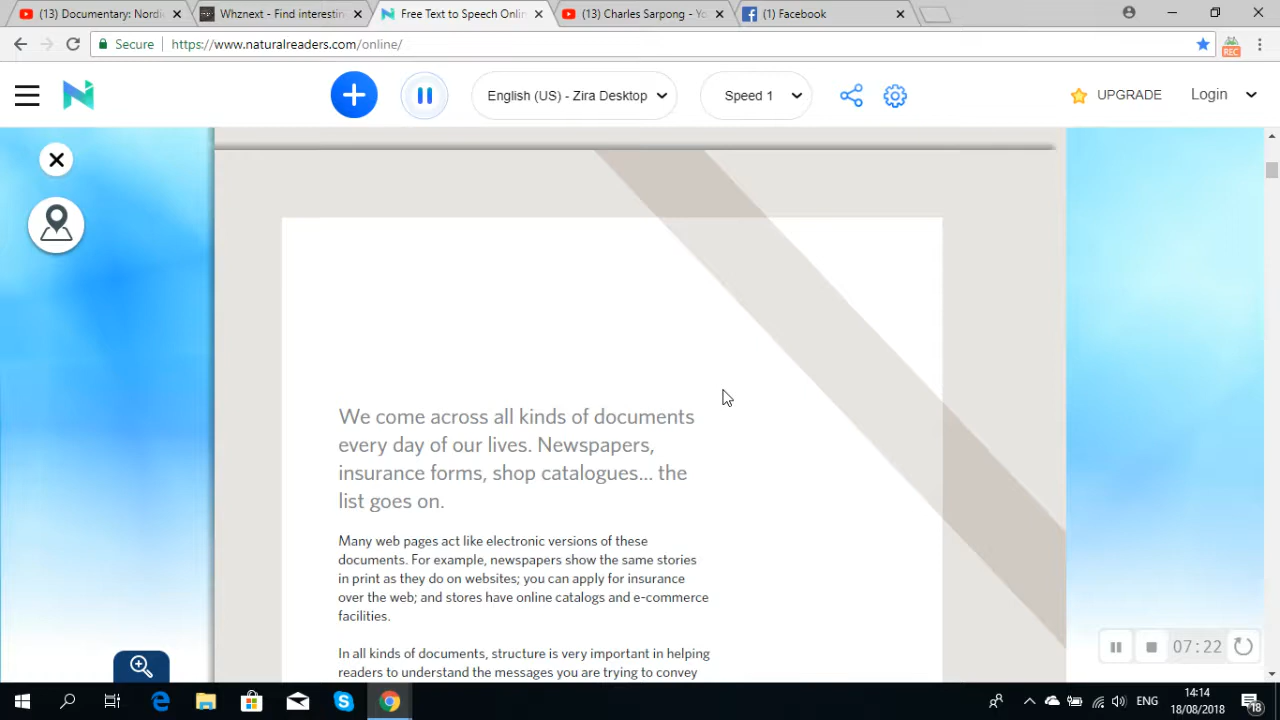 (13) Documentary: Nordi
Whznext - Find interestin
Free Text to Speech Onli
(13) Charles Sarpong - Yo
(1) Facebook
Secure
https://www.naturalreaders.com/online/
REC
English (US) - Zira Desktop
Speed 1
UPGRADE
Login
We come across all kinds of documents
every day of our lives. Newspapers,
insurance forms, shop catalogues... the
list goes on.
Many web pages act like electronic versions of these
documents. For example, newspapers show the same stories
in print as they do on websites; you can apply for insurance
over the web; and stores have online catalogs and e-commerce
facilities.
In all kinds of documents, structure is very important in helping
readers to understand the messages you are trying to convey
07:22
ENG
14:14
18/08/2018
18